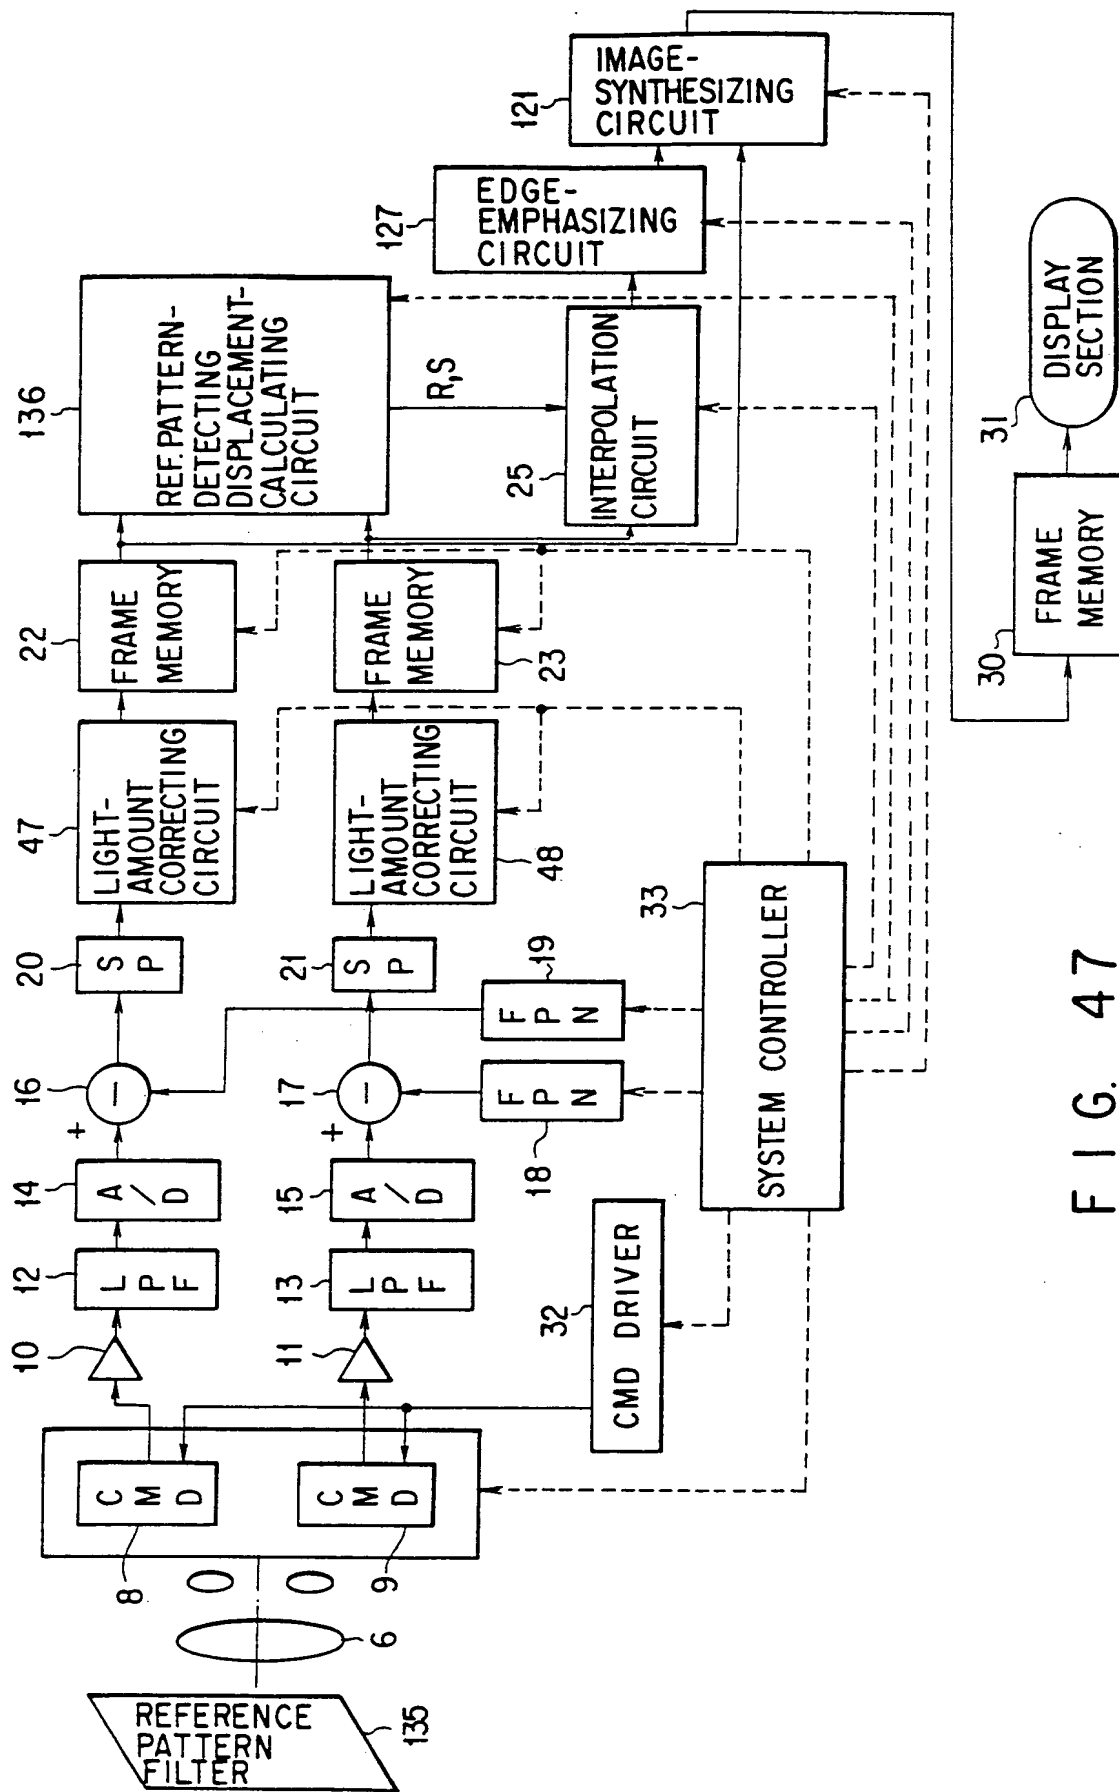 REFERENCE
PATTERN
FILTER
135
6
8
CMD
9
CMD
10
11
12
LPF
13
LPF
14
A/D
15
A/D
16
+
−
17
+
−
18
FPN
19
FPN
20
SP
21
SP
47
LIGHT-
AMOUNT
CORRECTING
CIRCUIT
48
LIGHT-
AMOUNT
CORRECTING
CIRCUIT
22
FRAME
MEMORY
23
FRAME
MEMORY
136
REF.PATTERN-
DETECTING
DISPLACEMENT-
CALCULATING
CIRCUIT
R,S
25
INTERPOLATION
CIRCUIT
127
EDGE-
EMPHASIZING
CIRCUIT
121
IMAGE-
SYNTHESIZING
CIRCUIT
32
CMD DRIVER
33
SYSTEM CONTROLLER
30
FRAME
MEMORY
31
DISPLAY
SECTION
FIG. 47